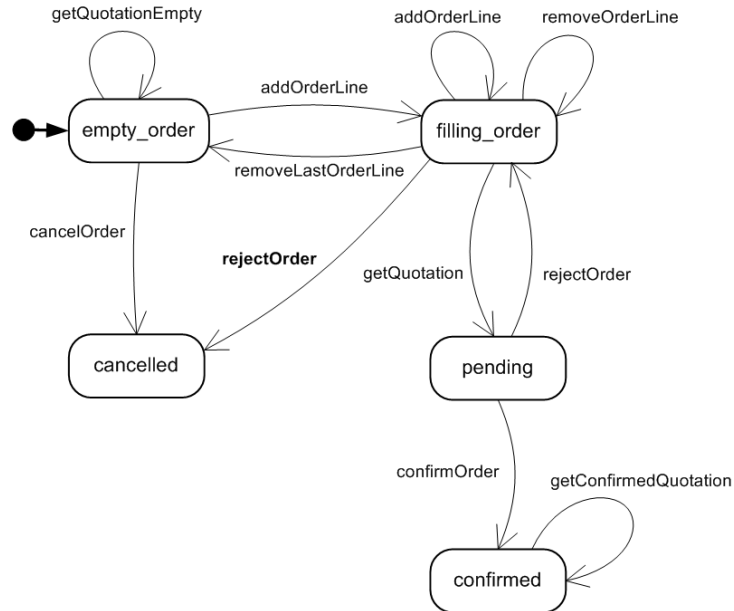 getQuotationEmpty
addOrderLine
removeOrderLine
addOrderLine
empty_order
filling_order
removeLastOrderLine
cancelOrder
rejectOrder
getQuotation
rejectOrder
cancelled
pending
confirmOrder
getConfirmedQuotation
confirmed